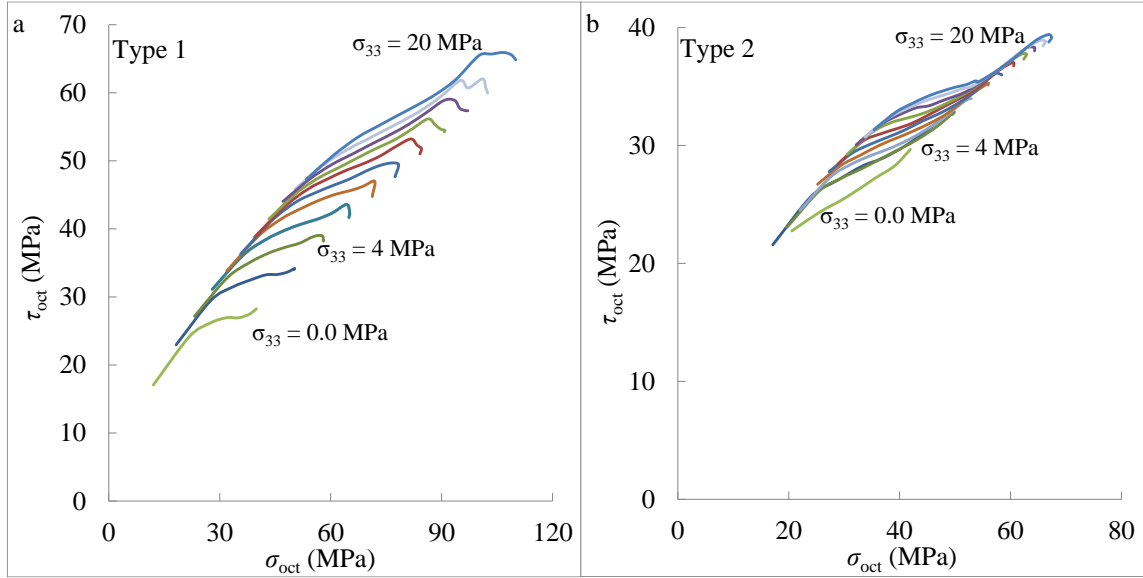 a
Type 1
σ33 = 20 MPa
σ33 = 4 MPa
σ33 = 0.0 MPa
70
60
50
40
30
20
10
0
0 30 60 90 120
τoct (MPa)
σoct (MPa)
b
Type 2
σ33 = 20 MPa
σ33 = 4 MPa
σ33 = 0.0 MPa
40
30
20
10
0
0 20 40 60 80
τoct (MPa)
σoct (MPa)